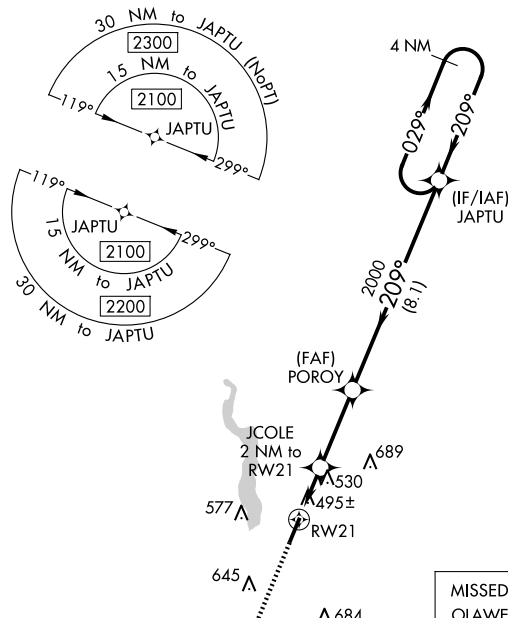 30 NM to JAPTU (NoPT)
2300
15 NM to JAPTU
2100
119°
JAPTU
299°
119°
JAPTU
299°
2100
15 NM to JAPTU
2200
30 NM to JAPTU
4 NM
029°
209°
(IF/IAF)
JAPTU
2000
209°
(8.1)
(FAF)
POROY
JCOLE
2 NM to
RW21
689
530
495±
577
RW21
645
684
MISSED